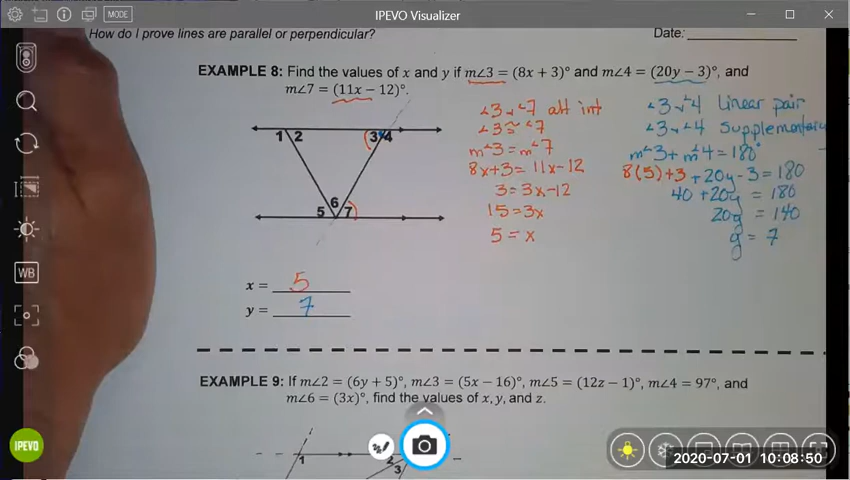 MODE
IPEVO Visualizer
How do I prove lines are parallel or perpendicular?
Date:
EXAMPLE 8: Find the values of x and y if m∠3 = (8x + 3)° and m∠4 = (20y − 3)°, and
m∠7 = (11x − 12)°.
1 2 3 4
6
5 7
∠3 + ∠7 alt int
∠3 ≅ ∠7
m∠3 = m∠7
8x+3 = 11x-12
3 = 3x-12
15 = 3x
5 = x
∠3 + ∠4 Linear pair
∠3 + ∠4 Supplementary
m∠3 + m∠4 = 180°
8(5)+3 + 20y-3 = 180
40 + 20y = 180
20y = 140
y = 7
x = 5
y = 7
EXAMPLE 9: If m∠2 = (6y + 5)°, m∠3 = (5x − 16)°, m∠5 = (12z − 1)°, m∠4 = 97°, and
m∠6 = (3x)°, find the values of x, y, and z.
1 2
3
WB
IPEVO
2020-07-01 10:08:50